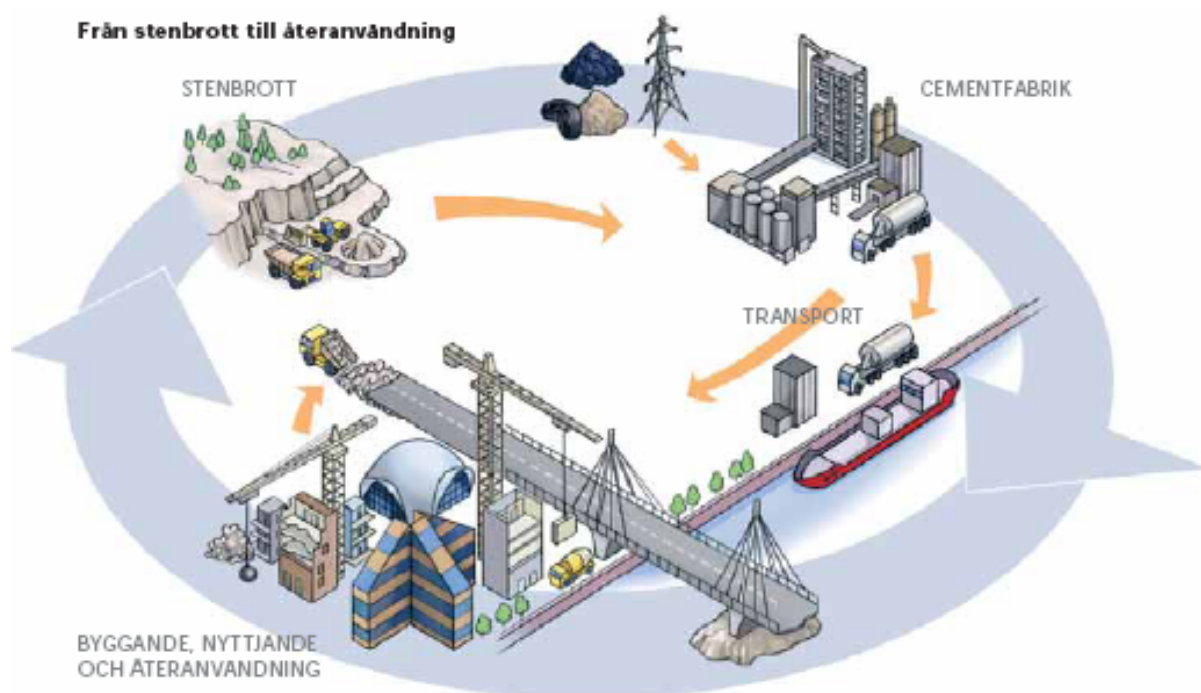 Från stenbrott till återanvändning
STENBROTT
CEMENTFABRIK
TRANSPORT
BYGGANDE, NYTTJANDE
OCH ÅTERANVÄNDNING